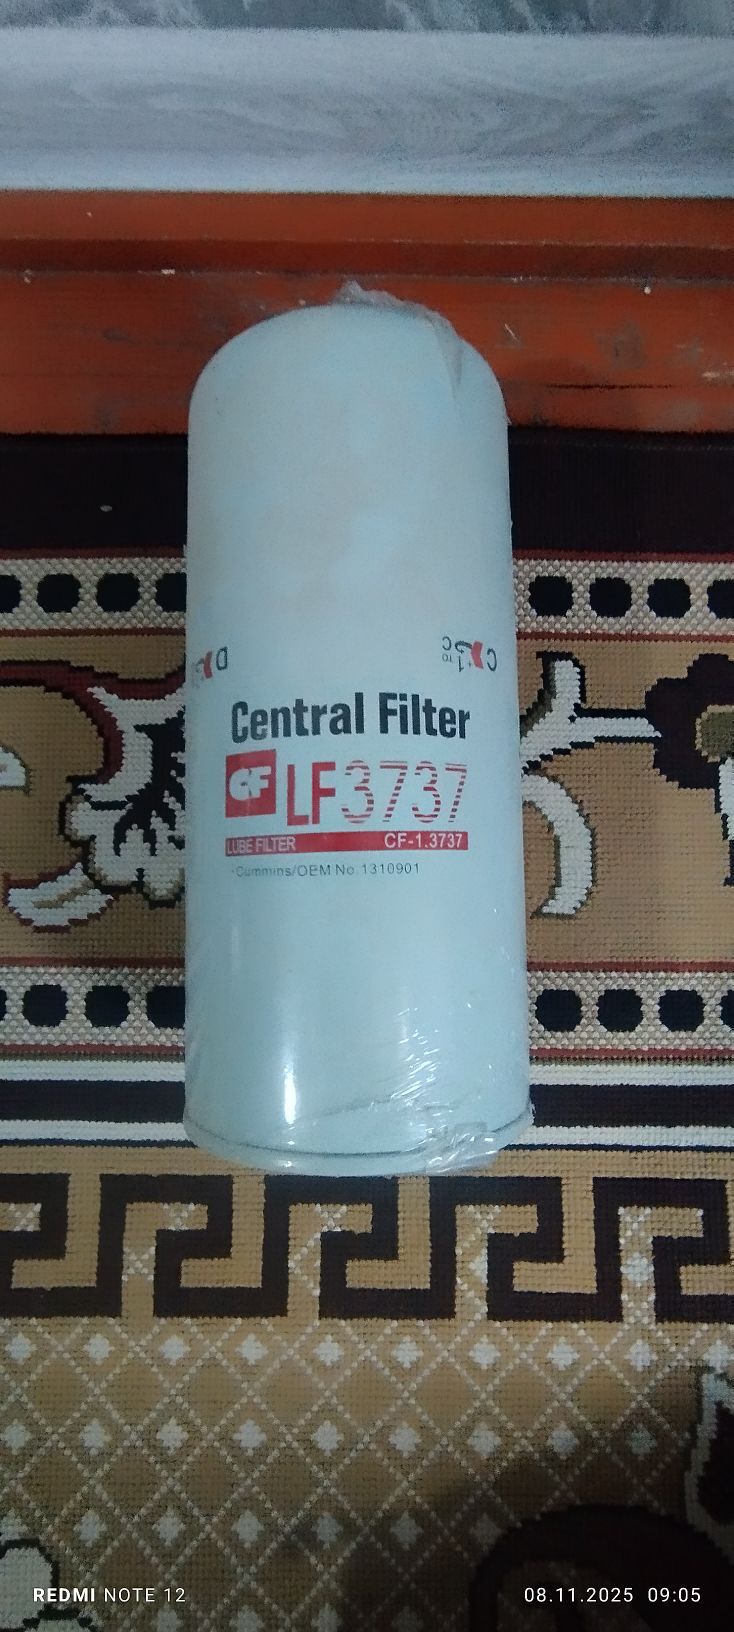 Central Filter
CF LF3737
LUBE FILTER CF-1.3737
Cummins/OEM No.1310901
REDMI NOTE 12 08.11.2025 09:05